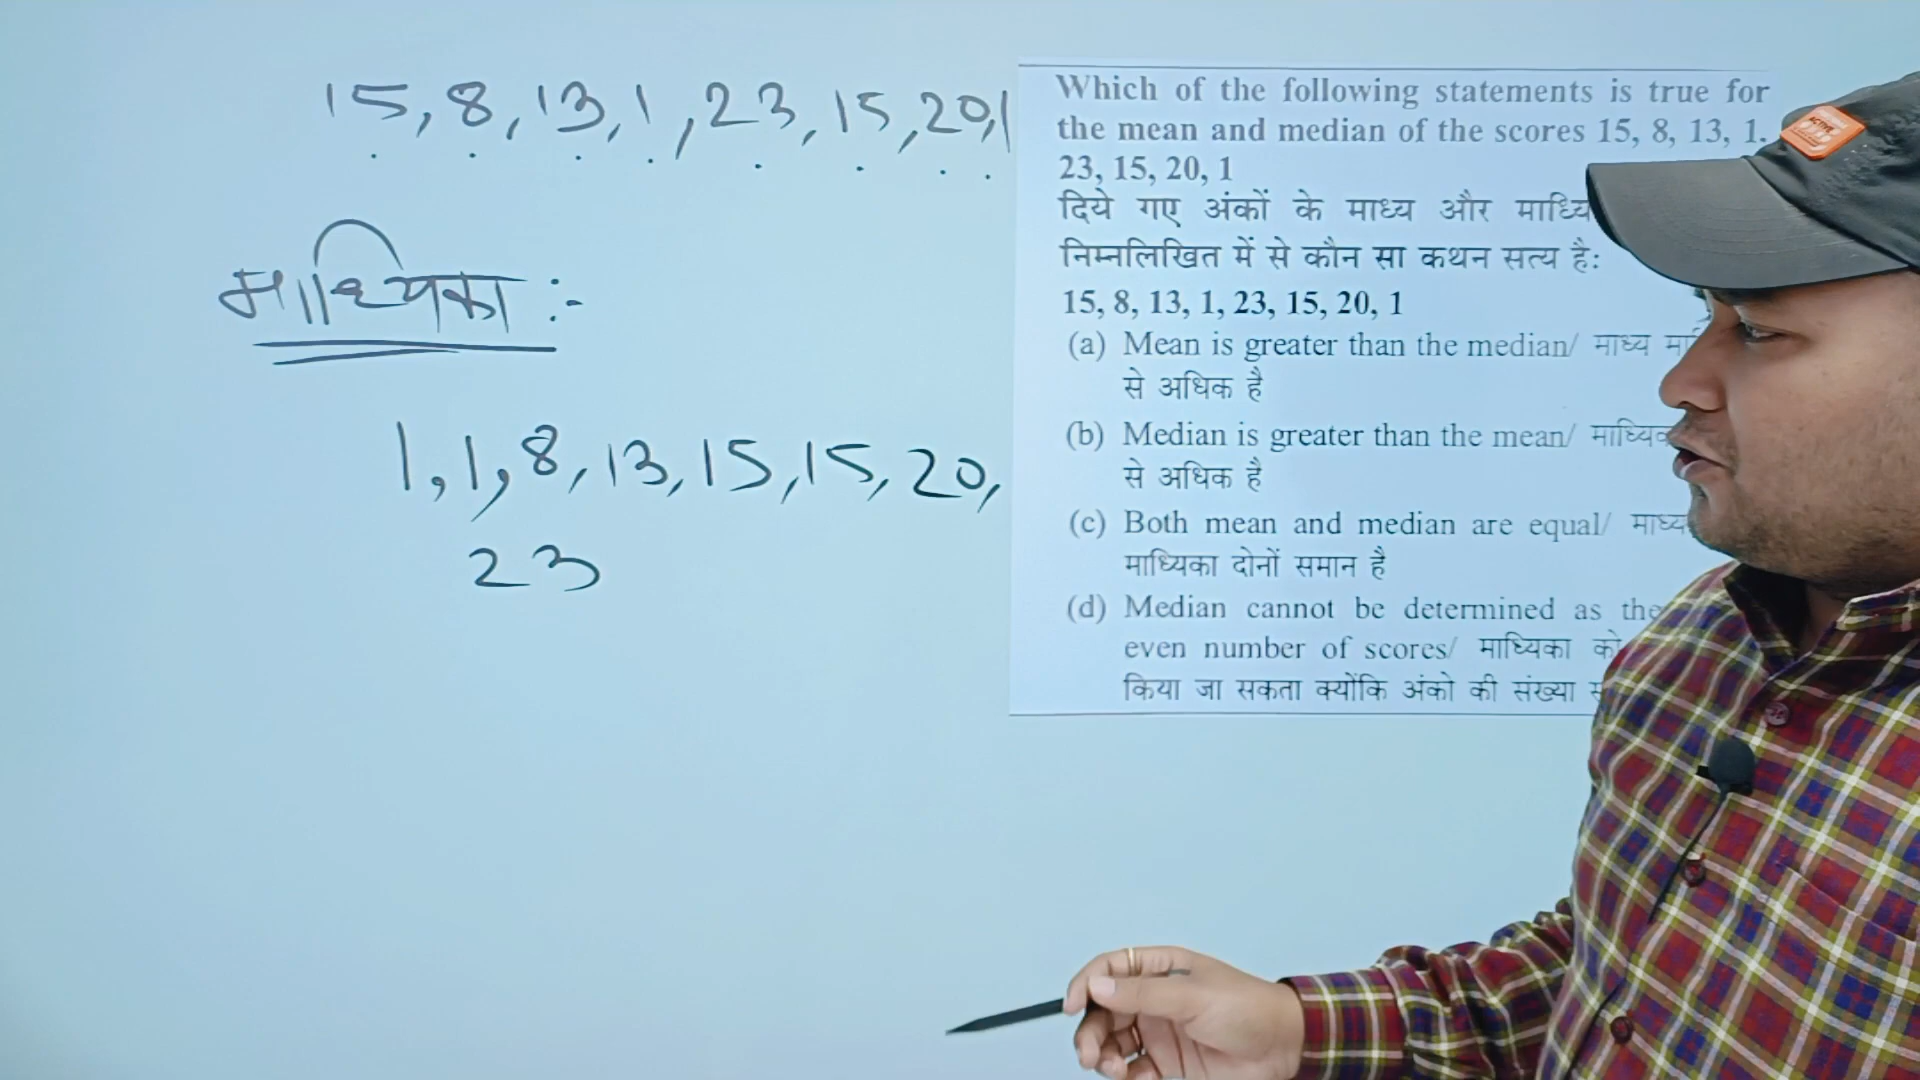 15, 8, 13, 1, 23, 15, 20, 1
माध्यिका :-
1, 1, 8, 13, 15, 15, 20,
23
Which of the following statements is true for
the mean and median of the scores 15, 8, 13, 1,
23, 15, 20, 1
दिये गए अंकों के माध्य और
निम्नलिखित में से कौन सा कथन सत्य है:
15, 8, 13, 1, 23, 15, 20, 1
(a) Mean is greater than the median/ माध्य
से अधिक है
(b) Median is greater than the mean/
से अधिक है
(c) Both mean and median are equal/ माध्य
माध्यिका दोनों समान है
(d) Median cannot be determined as the
even number of scores/ माध्यिका को
किया जा सकता क्योंकि अंको की संख्या
ACTIVE